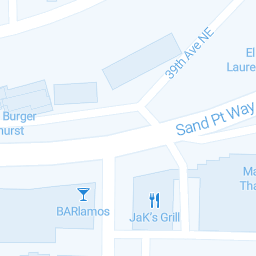 39th Ave NE
El
Laure
Burger
hurst
Sand Pt Way
Ma
Tha
BARlamos
JaK's Grill